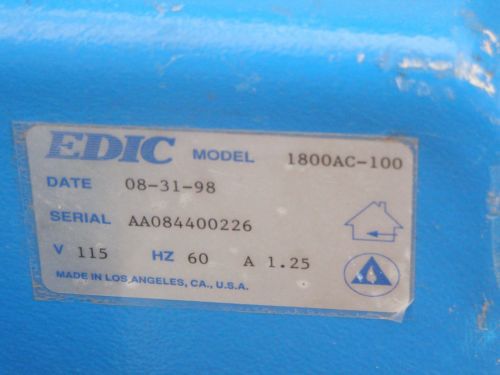 EDIC MODEL 1800AC-100
DATE 08-31-98
SERIAL AA084400226
V 115 HZ 60 A 1.25
MADE IN LOS ANGELES, CA., U.S.A.